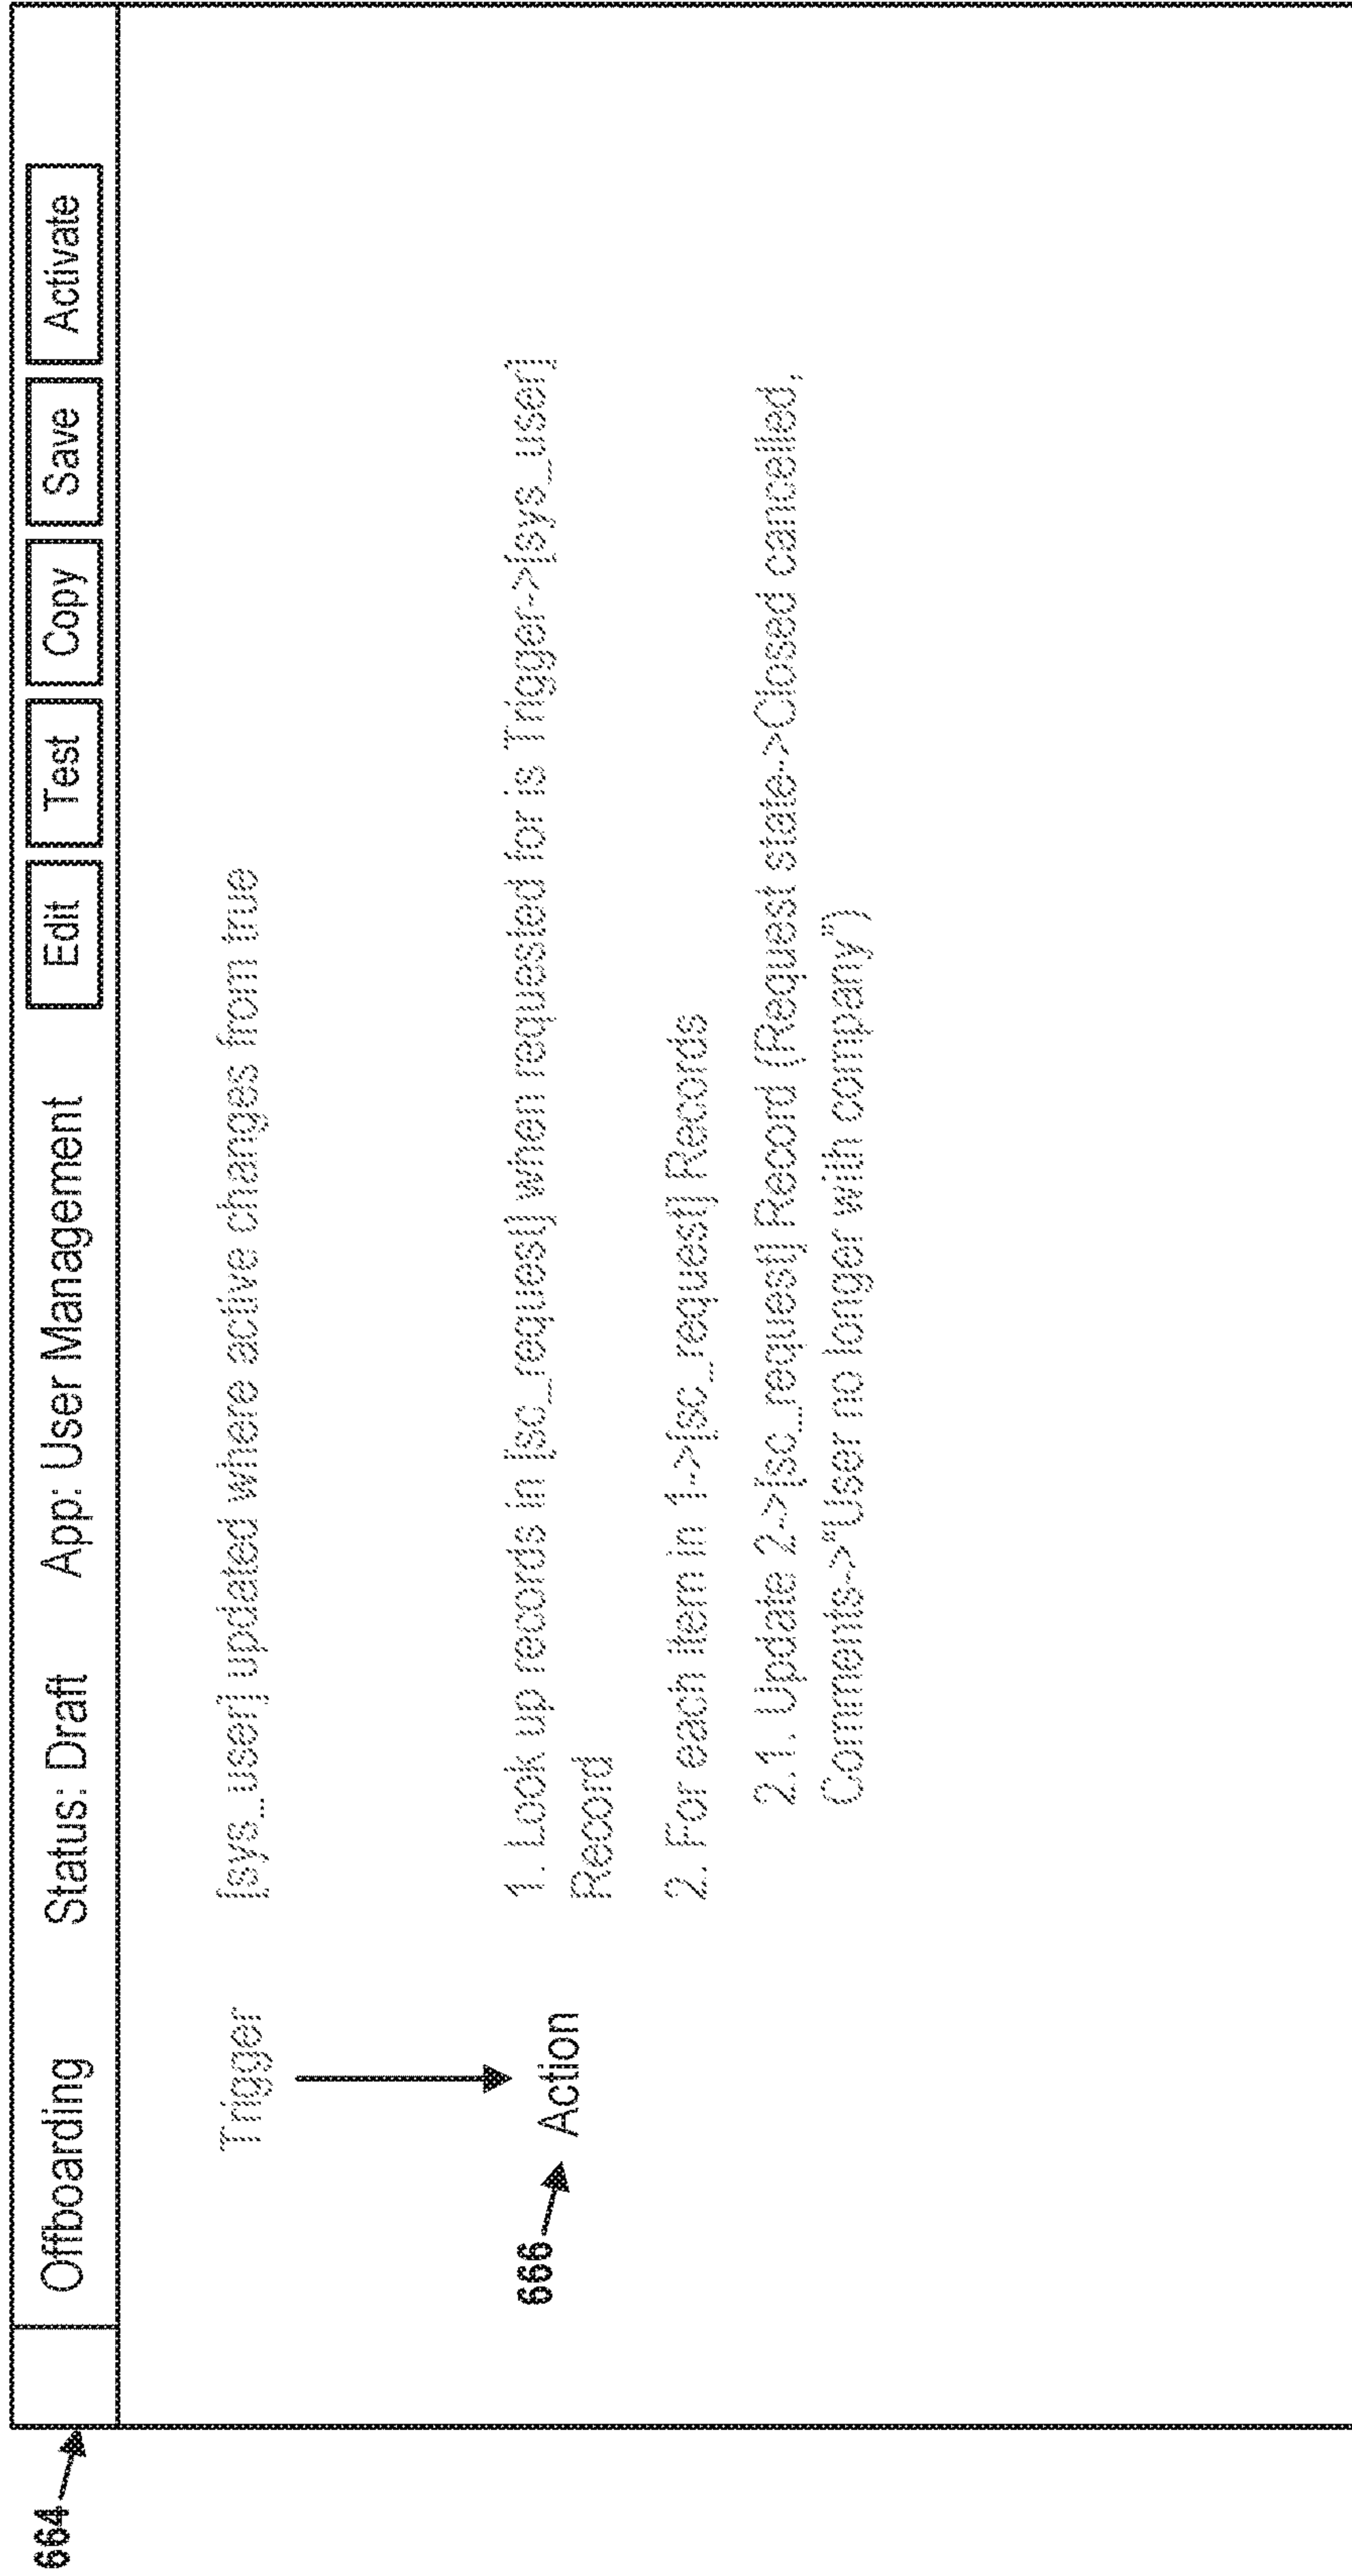 664
Offboarding Status: Draft App: User Management Edit Test Copy Save Activate
Trigger [sys_user] updated where active changes from true
666 Action 1. Look up records in [sc_request] when requested for is Trigger->[sys_user]
Record
2. For each item in 1->[sc_request] Records
2.1. Update 2->[sc_request] Record (Request state->Closed cancelled,
Comments->"User no longer with company")